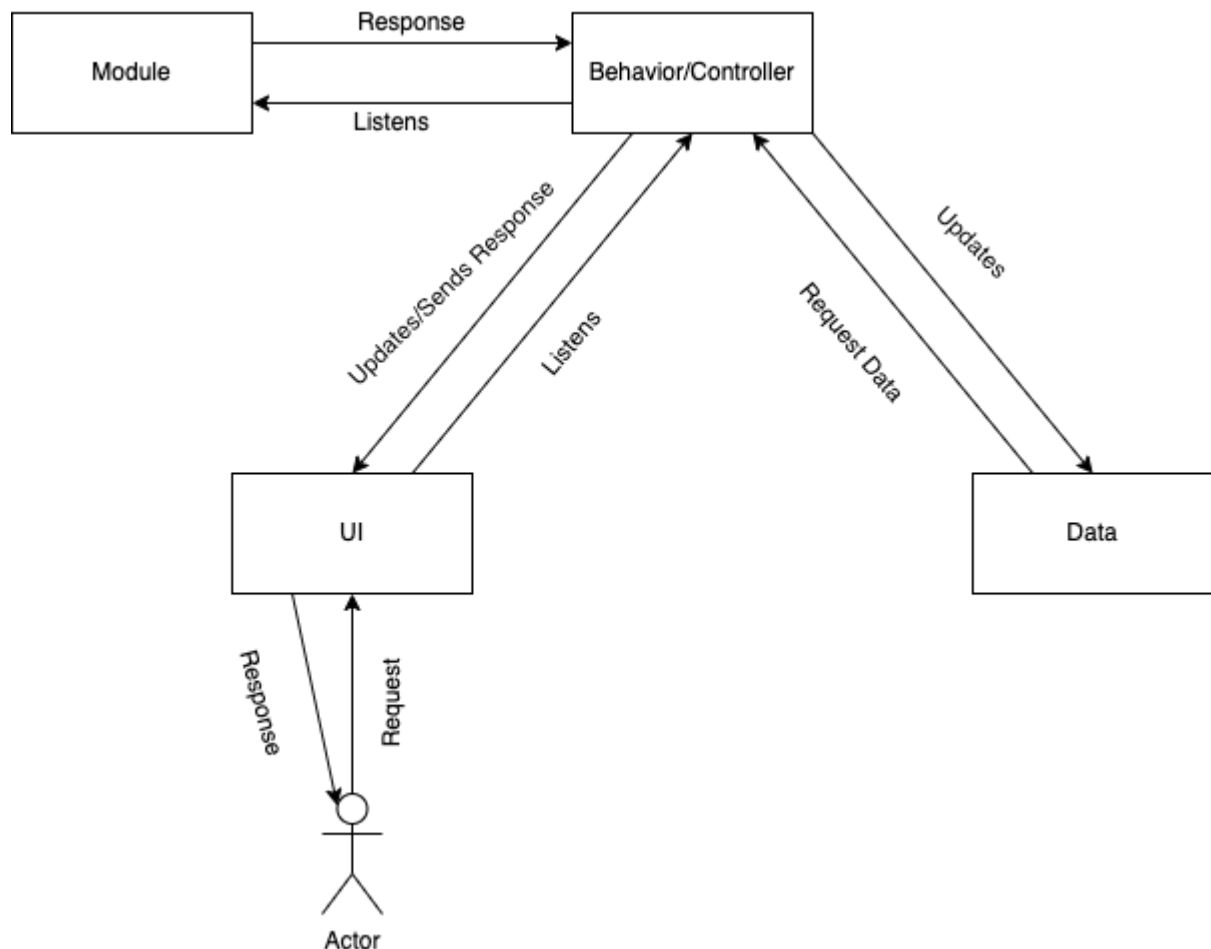 Response
Module
Behavior/Controller
Listens
Updates/Sends Response
Listens
Updates
Request Data
UI
Data
Response
Request
Actor